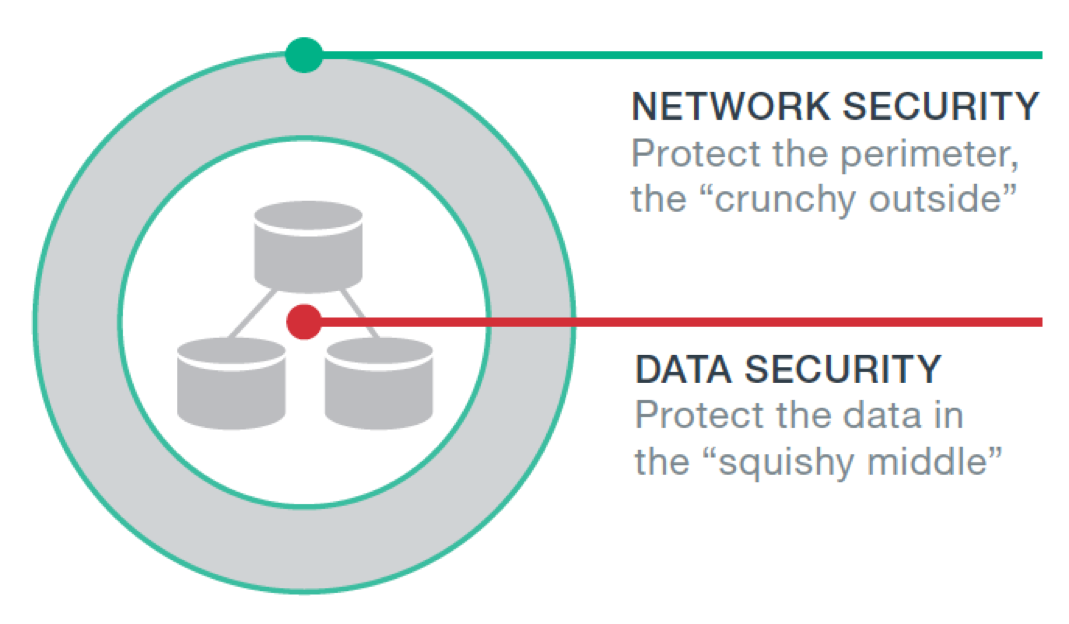 NETWORK SECURITY
Protect the perimeter,
the “crunchy outside”
DATA SECURITY
Protect the data in
the “squishy middle”